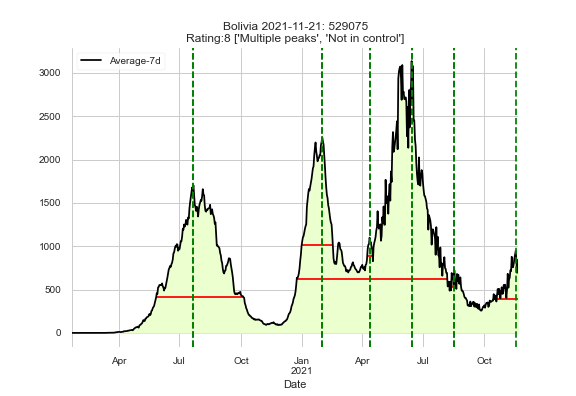 Bolivia 2021-11-21: 529075
Rating:8 ['Multiple peaks', 'Not in control']
Average-7d
3000
2500
2000
1500
1000
500
0
Apr Jul Oct Jan Apr Jul Oct
2021
Date